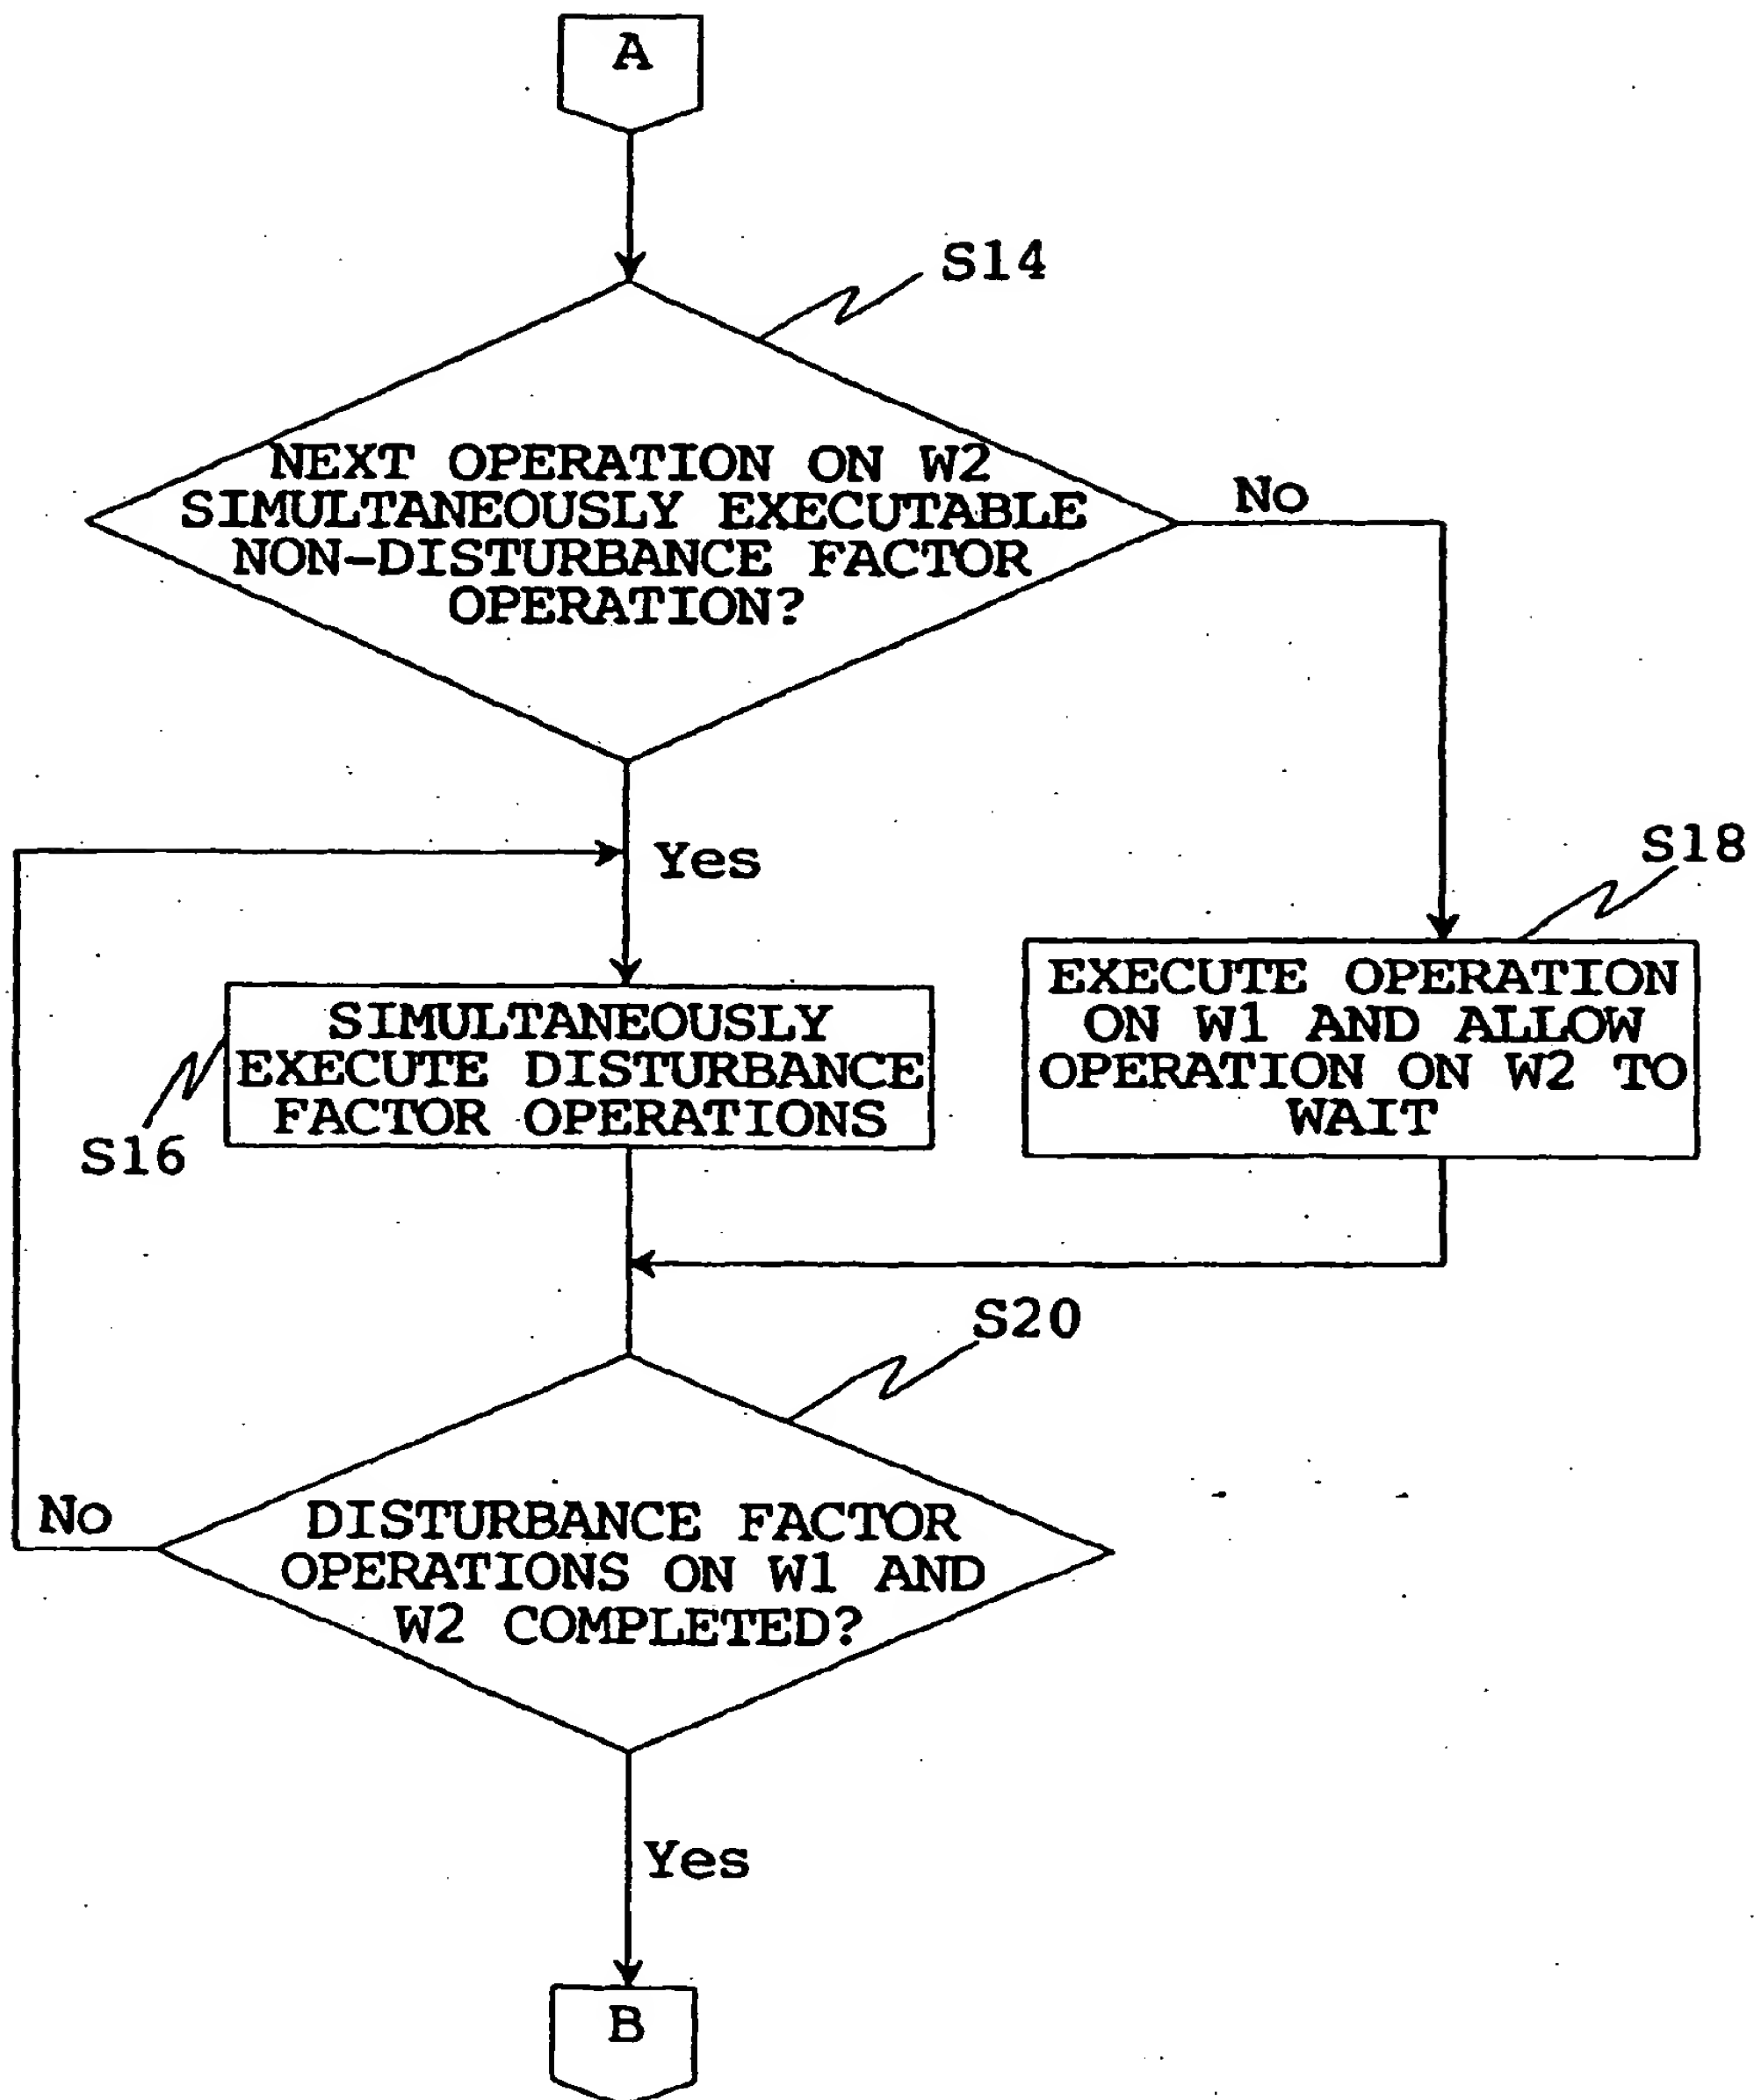 A
S14
NEXT OPERATION ON W2
SIMULTANEOUSLY EXECUTABLE
NON-DISTURBANCE FACTOR
OPERATION?
No
Yes
S18
EXECUTE OPERATION
ON W1 AND ALLOW
OPERATION ON W2 TO
WAIT
SIMULTANEOUSLY
EXECUTE DISTURBANCE
FACTOR OPERATIONS
S16
S20
No
DISTURBANCE FACTOR
OPERATIONS ON W1 AND
W2 COMPLETED?
Yes
B